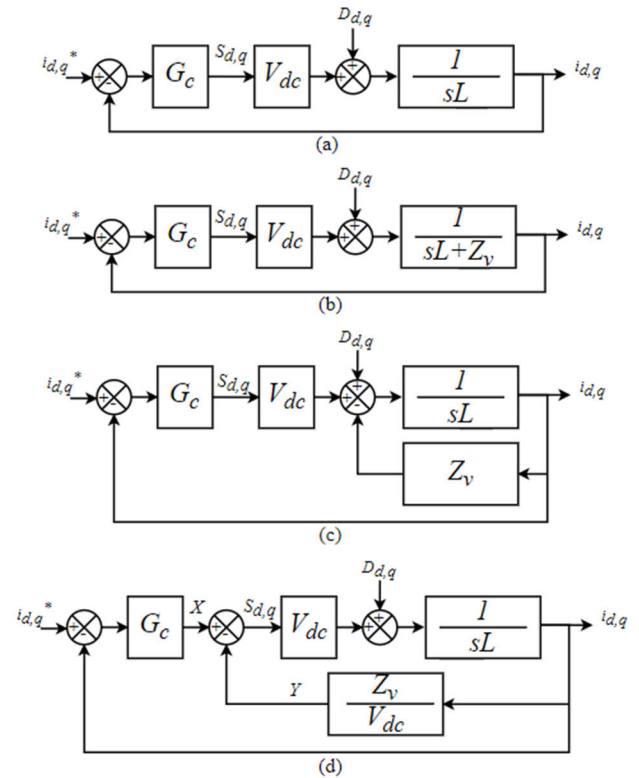 D_{d,q}
i_{d,q}^* + - G_c S_{d,q} V_{dc} + + 1/sL i_{d,q}
(a)
D_{d,q}
i_{d,q}^* + - G_c S_{d,q} V_{dc} + + 1/sL+Z_v i_{d,q}
(b)
D_{d,q}
i_{d,q}^* + - G_c S_{d,q} V_{dc} + + - 1/sL i_{d,q}
Z_v
(c)
D_{d,q}
i_{d,q}^* + - G_c X + - S_{d,q} V_{dc} + + 1/sL i_{d,q}
Y Z_v/V_{dc}
(d)